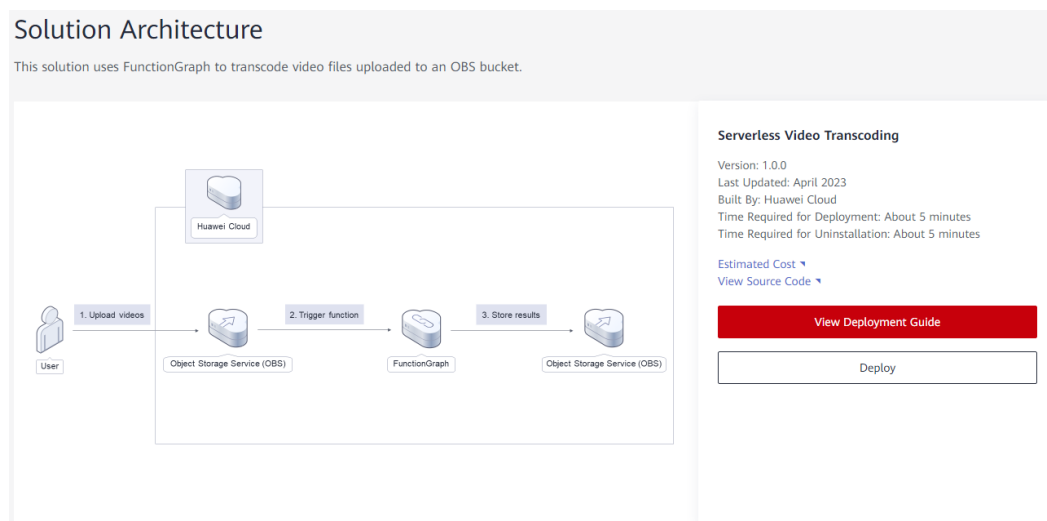 Solution Architecture
This solution uses FunctionGraph to transcode video files uploaded to an OBS bucket.
Huawei Cloud
1. Upload videos
2. Trigger function
3. Store results
User
Object Storage Service (OBS)
FunctionGraph
Object Storage Service (OBS)
Serverless Video Transcoding
Version: 1.0.0
Last Updated: April 2023
Built By: Huawei Cloud
Time Required for Deployment: About 5 minutes
Time Required for Uninstallation: About 5 minutes
Estimated Cost
View Source Code
View Deployment Guide
Deploy